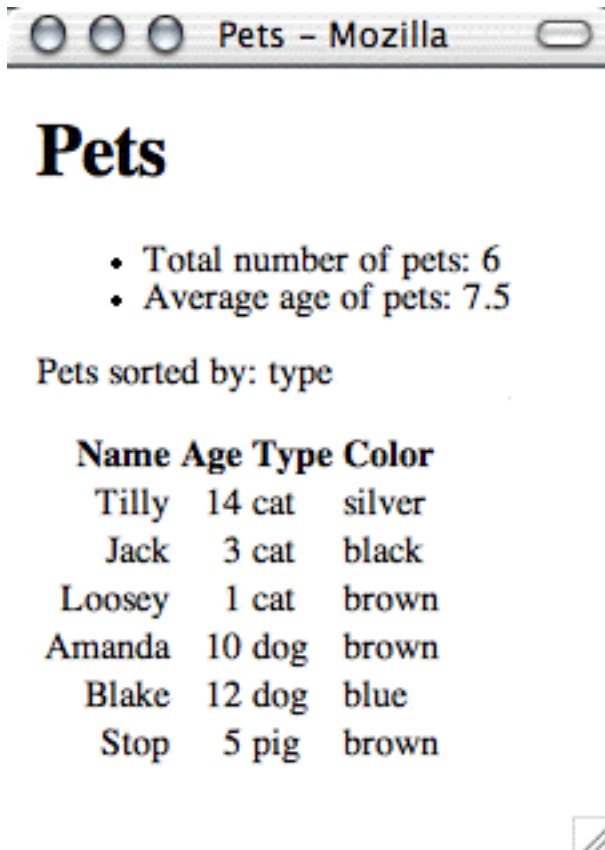 Pets – Mozilla
Pets
• Total number of pets: 6
• Average age of pets: 7.5
Pets sorted by: type
Name Age Type Color
Tilly 14 cat silver
Jack 3 cat black
Loosey 1 cat brown
Amanda 10 dog brown
Blake 12 dog blue
Stop 5 pig brown